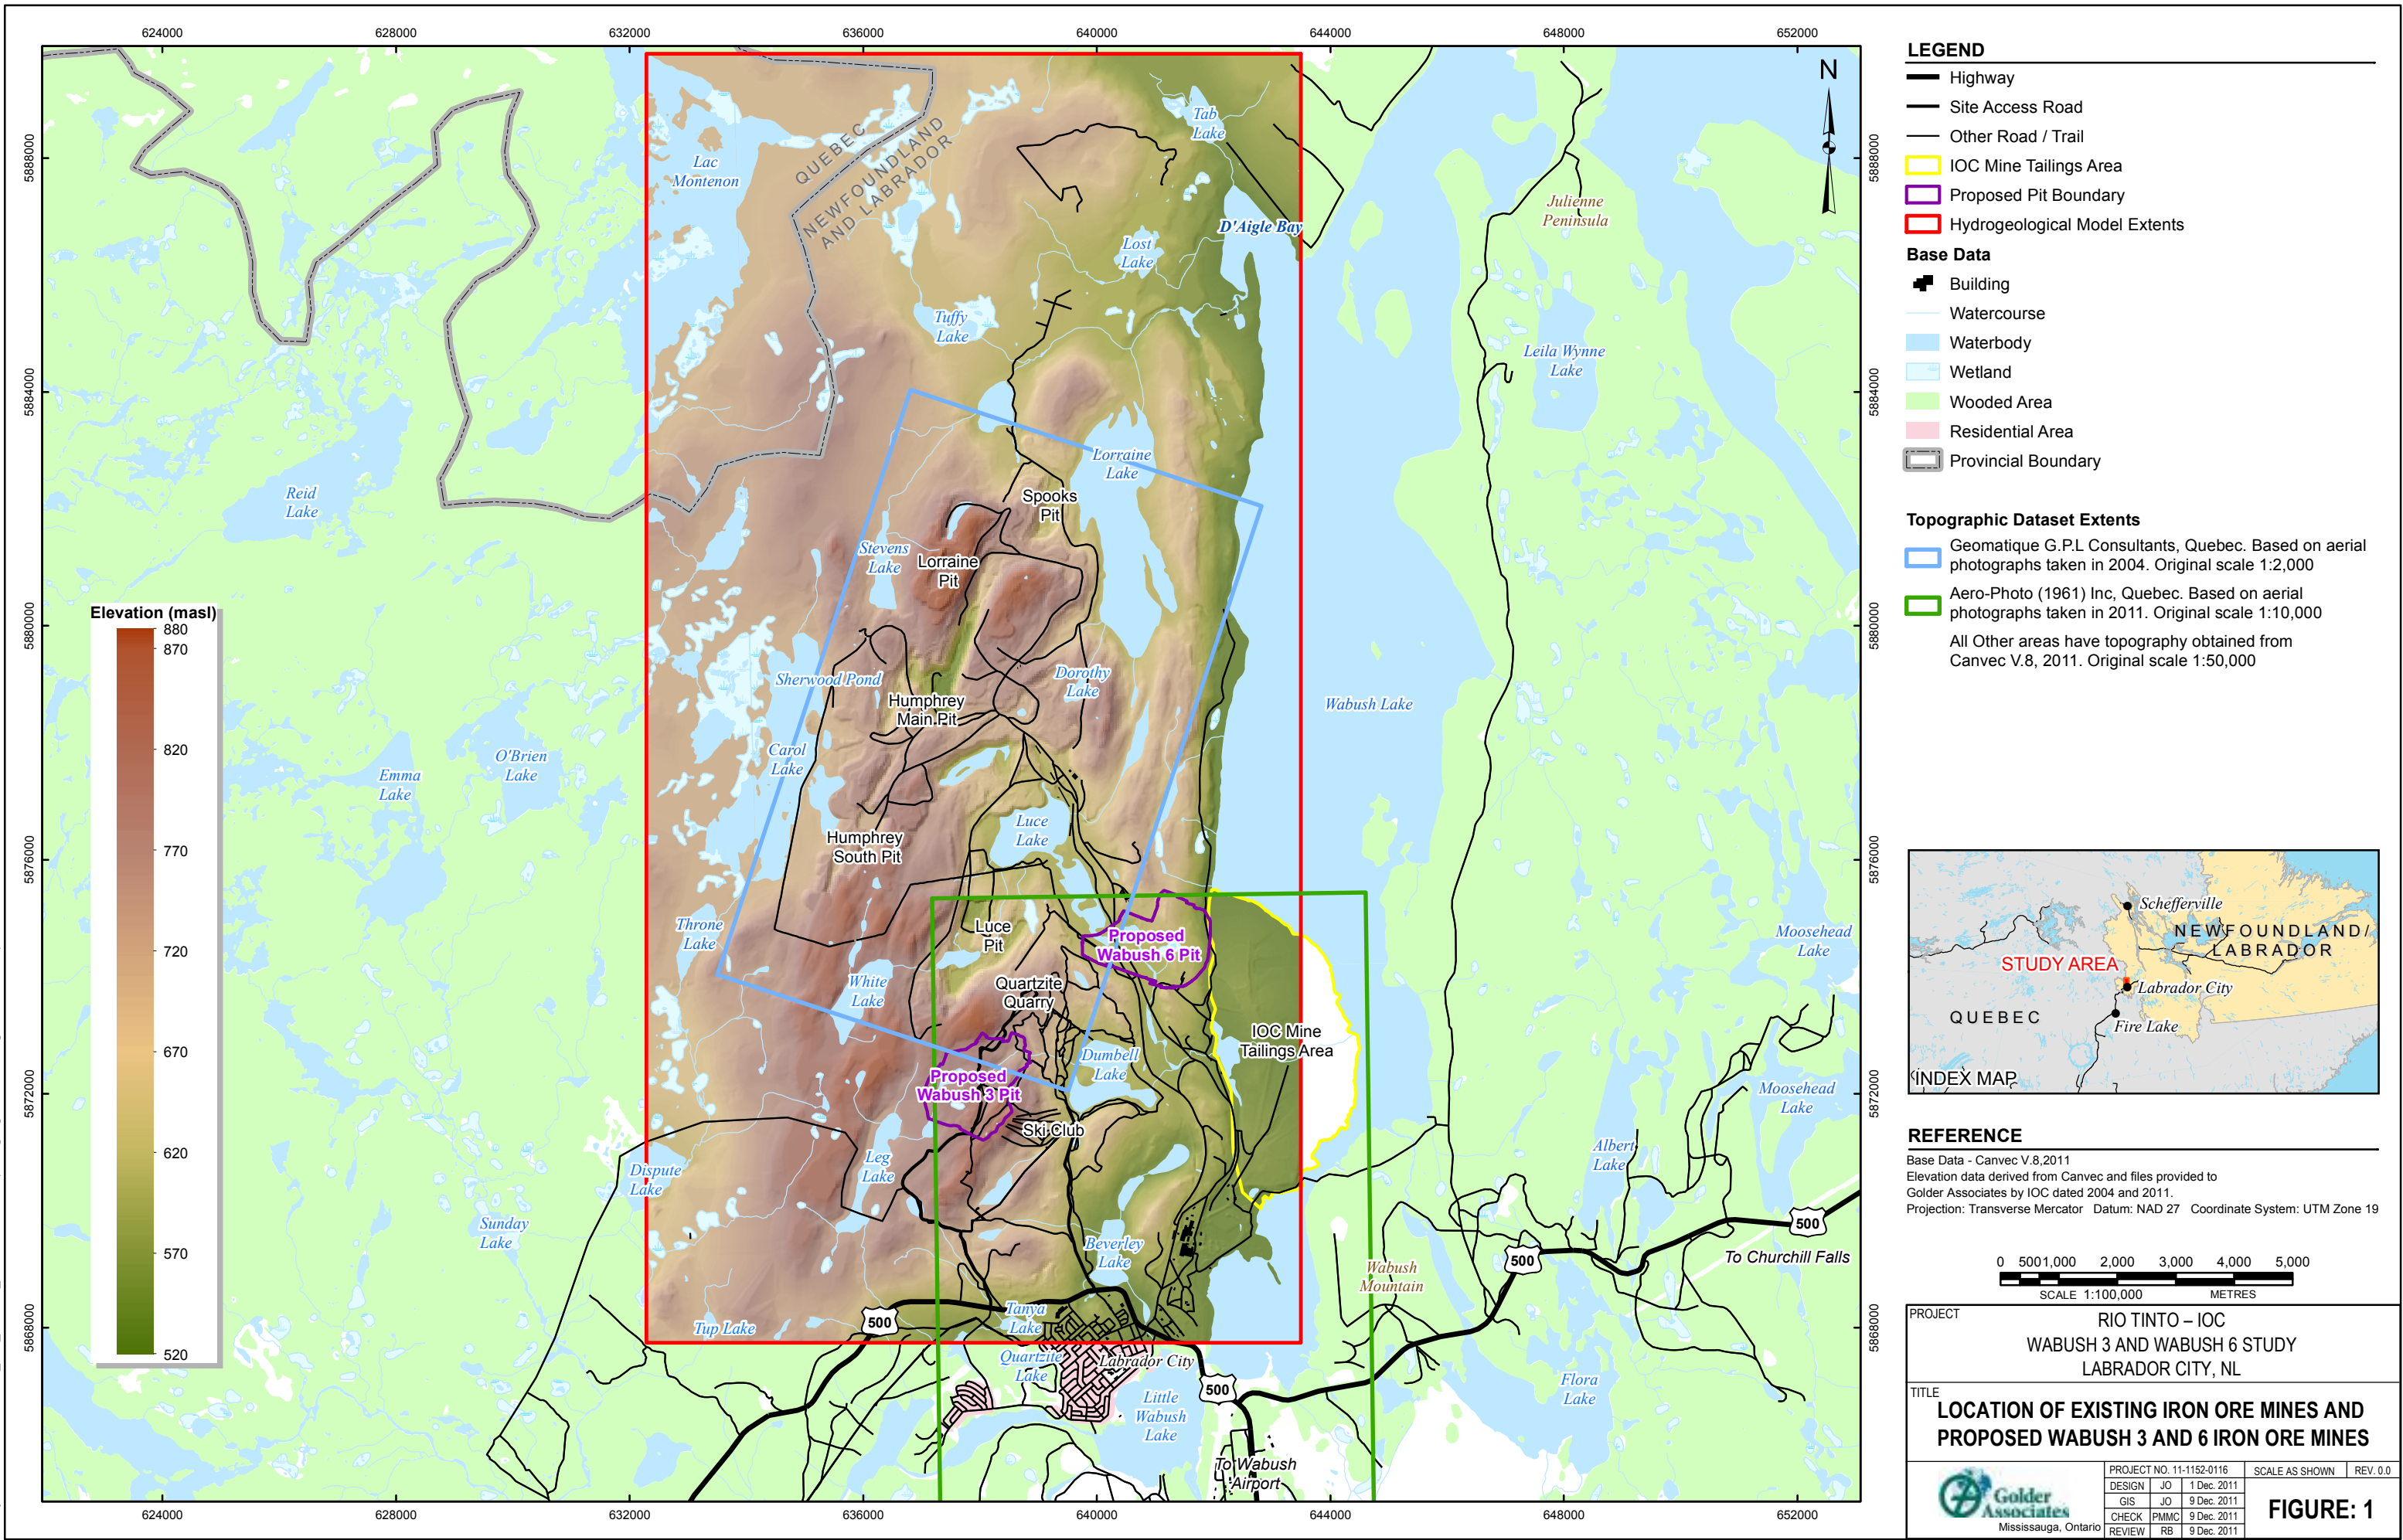 624000
628000
632000
636000
640000
644000
648000
652000
5888000
5884000
5880000
5876000
5872000
5868000
5888000
5884000
5880000
5876000
5872000
5868000
624000
628000
632000
636000
640000
644000
648000
652000
N
QUEBEC
NEWFOUNDLAND
AND LABRADOR
Lac
Montenon
Tab
Lake
D'Aigle Bay
Lost
Lake
Tuffy
Lake
Julienne
Peninsula
Leila Wynne
Lake
Reid
Lake
Lorraine
Lake
Spooks
Pit
Stevens
Lake
Lorraine
Pit
Sherwood Pond
Dorothy
Lake
Humphrey
Main Pit
Wabush Lake
Carol
Lake
O'Brien
Lake
Emma
Lake
Luce
Lake
Humphrey
South Pit
Throne
Lake
Luce
Pit
Proposed
Wabush 6 Pit
White
Lake
Quartzite
Quarry
IOC Mine
Tailings Area
Moosehead
Lake
Dumbell
Lake
Proposed
Wabush 3 Pit
Ski Club
Moosehead
Lake
Albert
Lake
Leg
Lake
Dispute
Lake
Sunday
Lake
Beverley
Lake
Wabush
Mountain
500
500
To Churchill Falls
500
Tanya
Lake
Tup Lake
Quartzite
Lake
Labrador City
500
Little
Wabush
Lake
Flora
Lake
To Wabush
Airport
Elevation (masl)
880
870
820
770
720
670
620
570
520
LEGEND
Highway
Site Access Road
Other Road / Trail
IOC Mine Tailings Area
Proposed Pit Boundary
Hydrogeological Model Extents
Base Data
Building
Watercourse
Waterbody
Wetland
Wooded Area
Residential Area
Provincial Boundary
Topographic Dataset Extents
Geomatique G.P.L Consultants, Quebec. Based on aerial
photographs taken in 2004. Original scale 1:2,000
Aero-Photo (1961) Inc, Quebec. Based on aerial
photographs taken in 2011. Original scale 1:10,000
All Other areas have topography obtained from
Canvec V.8, 2011. Original scale 1:50,000
Schefferville
NEWFOUNDLAND/
LABRADOR
STUDY AREA
Labrador City
QUEBEC
Fire Lake
INDEX MAP
REFERENCE
Base Data - Canvec V.8,2011
Elevation data derived from Canvec and files provided to
Golder Associates by IOC dated 2004 and 2011.
Projection: Transverse Mercator Datum: NAD 27 Coordinate System: UTM Zone 19
0 500 1,000 2,000 3,000 4,000 5,000
SCALE 1:100,000 METRES
PROJECT
RIO TINTO – IOC
WABUSH 3 AND WABUSH 6 STUDY
LABRADOR CITY, NL
TITLE
LOCATION OF EXISTING IRON ORE MINES AND
PROPOSED WABUSH 3 AND 6 IRON ORE MINES
Golder
Associates
Mississauga, Ontario
PROJECT NO. 11-1152-0116 SCALE AS SHOWN REV. 0.0
DESIGN JO 1 Dec. 2011
GIS JO 9 Dec. 2011
CHECK PMMC 9 Dec. 2011
REVIEW RB 9 Dec. 2011
FIGURE: 1